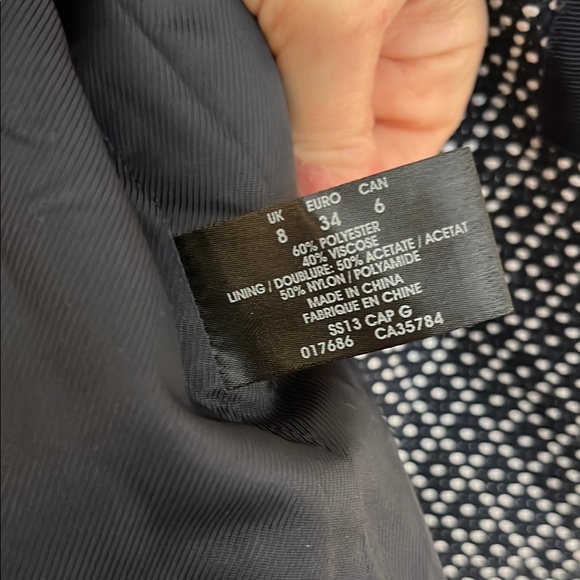 UK EURO CAN
8 34 6
60% POLYESTER
40% VISCOSE
LINING / DOUBLURE: 50% ACETATE / ACETAT
50% NYLON / POLYAMIDE
MADE IN CHINA
FABRIQUE EN CHINE
SS13 CAP G
017686 CA35784